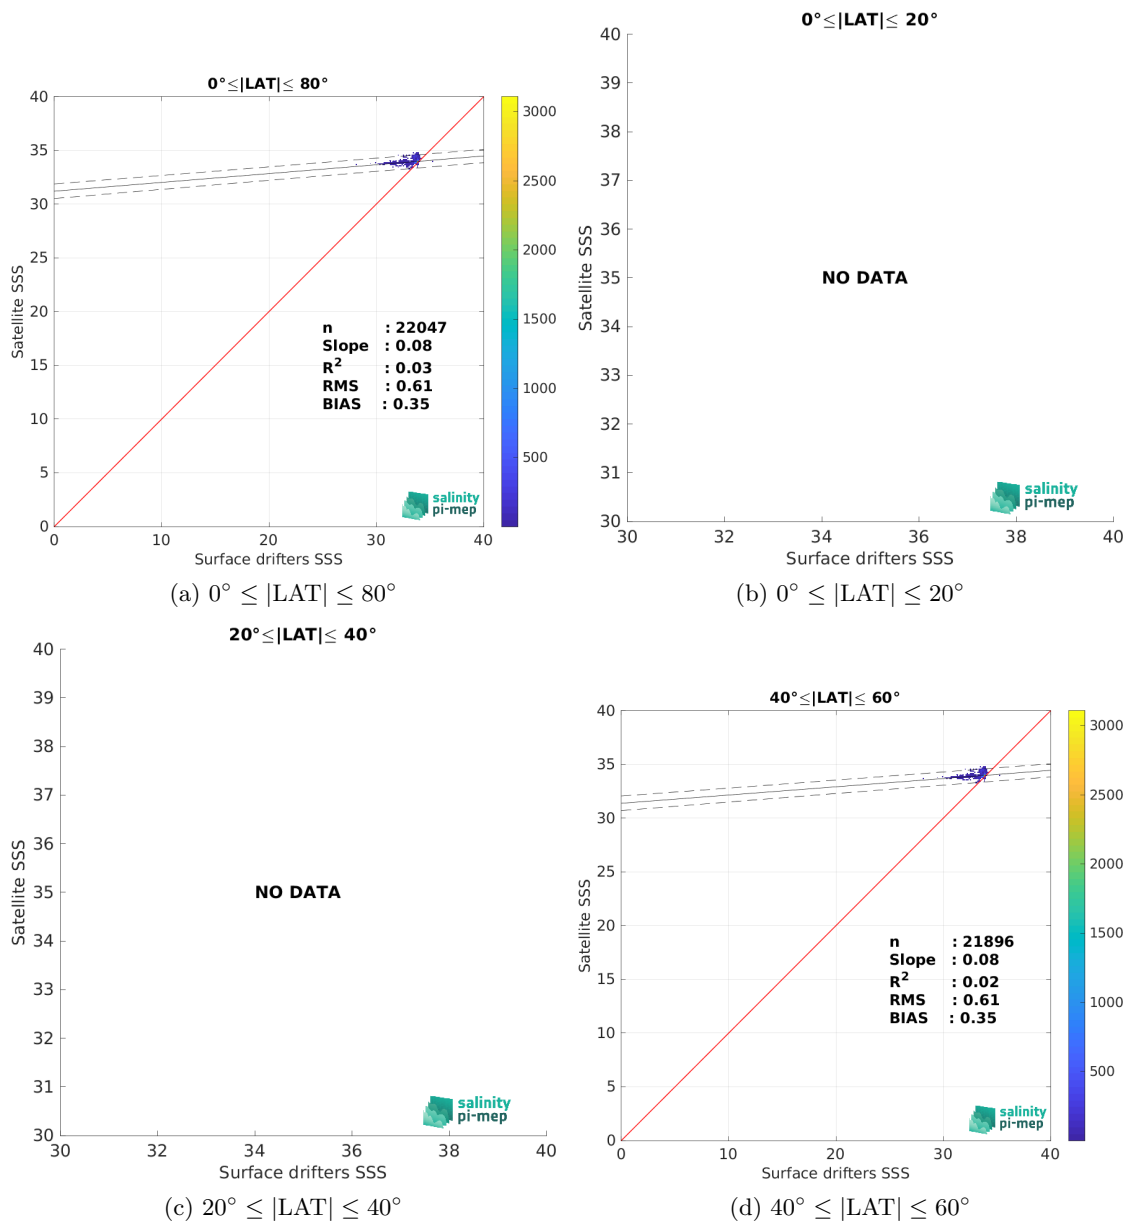 0°≤|LAT|≤ 80°
40
35
30
25
20
15
10
5
0
Satellite SSS
n : 22047
Slope : 0.08
R² : 0.03
RMS : 0.61
BIAS : 0.35
salinity
pi-mep
0 10 20 30 40
Surface drifters SSS
3000
2500
2000
1500
1000
500
(a) 0° ≤ |LAT| ≤ 80°
0°≤|LAT|≤ 20°
40
39
38
37
36
35
34
33
32
31
30
Satellite SSS
NO DATA
salinity
pi-mep
30 32 34 36 38 40
Surface drifters SSS
(b) 0° ≤ |LAT| ≤ 20°
20°≤|LAT|≤ 40°
40
39
38
37
36
35
34
33
32
31
30
Satellite SSS
NO DATA
salinity
pi-mep
30 32 34 36 38 40
Surface drifters SSS
(c) 20° ≤ |LAT| ≤ 40°
40°≤|LAT|≤ 60°
40
35
30
25
20
15
10
5
0
Satellite SSS
n : 21896
Slope : 0.08
R² : 0.02
RMS : 0.61
BIAS : 0.35
salinity
pi-mep
0 10 20 30 40
Surface drifters SSS
3000
2500
2000
1500
1000
500
(d) 40° ≤ |LAT| ≤ 60°